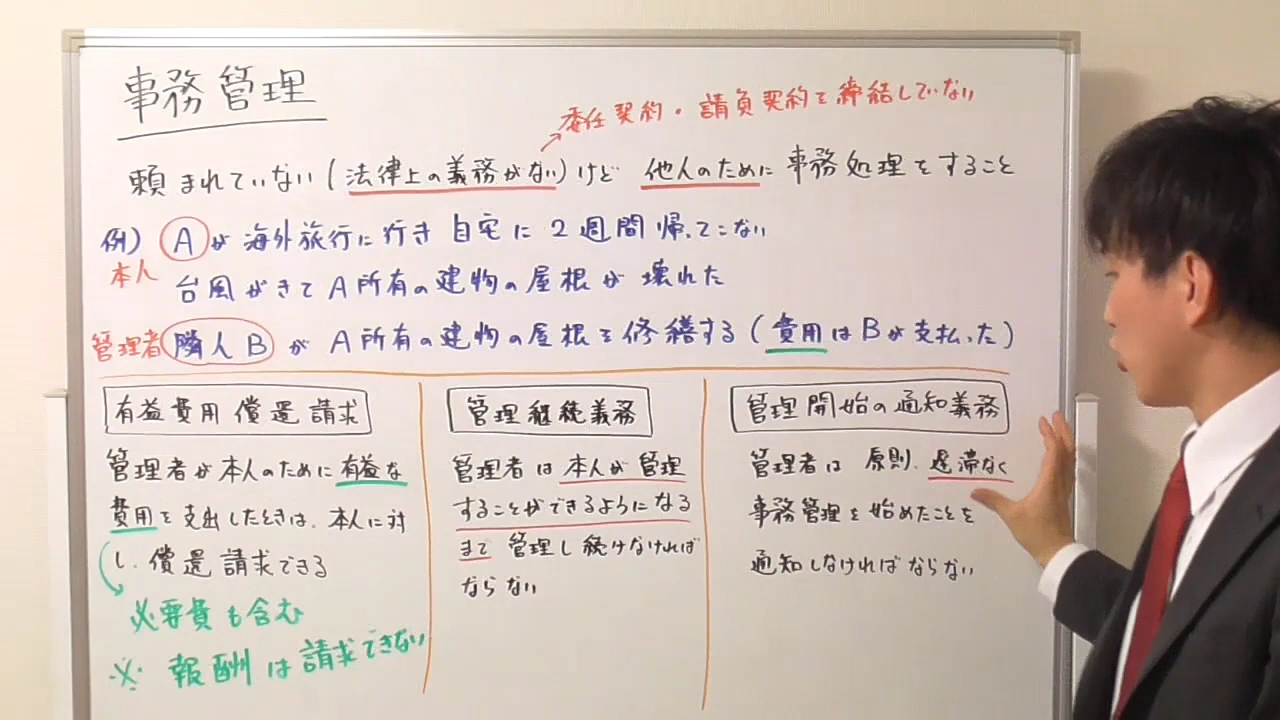 事務管理
委任契約・請負契約を締結していない
頼まれていない(法律上の義務がない)けど 他人のために事務処理をすること
例) Aが海外旅行に行き自宅に2週間帰ってこない
本人
台風がきてA所有の建物の屋根が壊れた
管理者 隣人Bが A所有の建物の屋根を修繕する(費用はBが支払った)
有益費用償還請求
管理者が本人のために有益な
費用を支出したときは、本人に対
し、償還請求できる
必要費も含む
※ 報酬は請求できない
管理継続義務
管理者は本人が管理
することができるようになる
まで管理し続けなければ
ならない
管理開始の通知義務
管理者は 原則、遅滞なく
事務管理を始めたことを
通知しなければならない